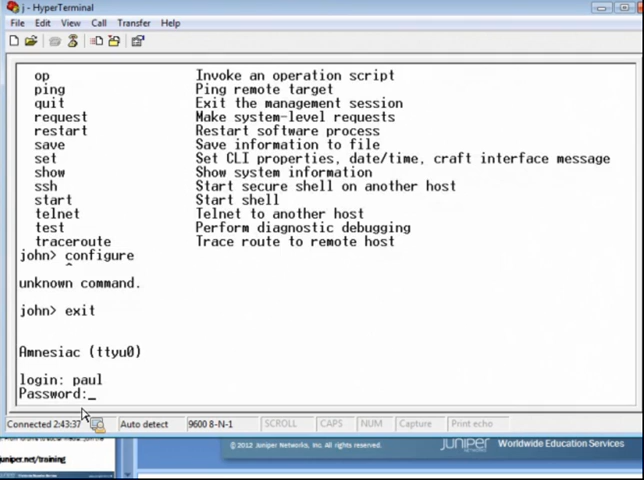 j - HyperTerminal
File Edit View Call Transfer Help
op Invoke an operation script
ping Ping remote target
quit Exit the management session
request Make system-level requests
restart Restart software process
save Save information to file
set Set CLI properties, date/time, craft interface message
show Show system information
ssh Start secure shell on another host
start Start shell
telnet Telnet to another host
test Perform diagnostic debugging
traceroute Trace route to remote host
john> configure
^
unknown command.
john> exit
Amnesiac (ttyu0)
login: paul
Password:_
Connected 2:43:37 Auto detect 9600 8-N-1 SCROLL CAPS NUM Capture Print echo
© 2012 Juniper Networks, Inc. All rights reserved. JUNIPER Worldwide Education Services
juniper.net/training